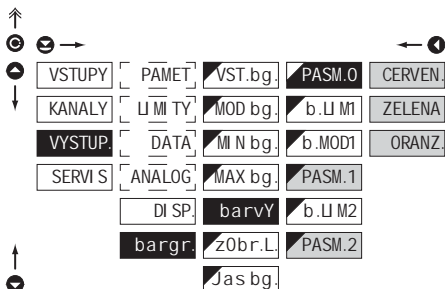 VSTUPY PAMET VST.bg. PASM.0 CERVEN.
KANALY LIMITY MOD bg. b.LIM1 ZELENA
VYSTUP. DATA MIN bg. b.MOD1 ORANZ.
SERVIS ANALOG MAX bg. PASM.1
DISP. barvY b.LIM2
bargr. zObr.L. PASM.2
Jas bg.